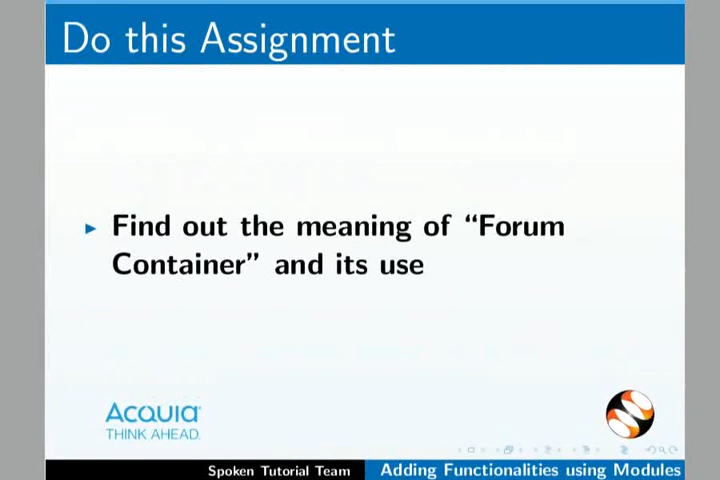 Do this Assignment
Find out the meaning of “Forum
Container” and its use
ACQUIA
THINK AHEAD.
Spoken Tutorial Team
Adding Functionalities using Modules